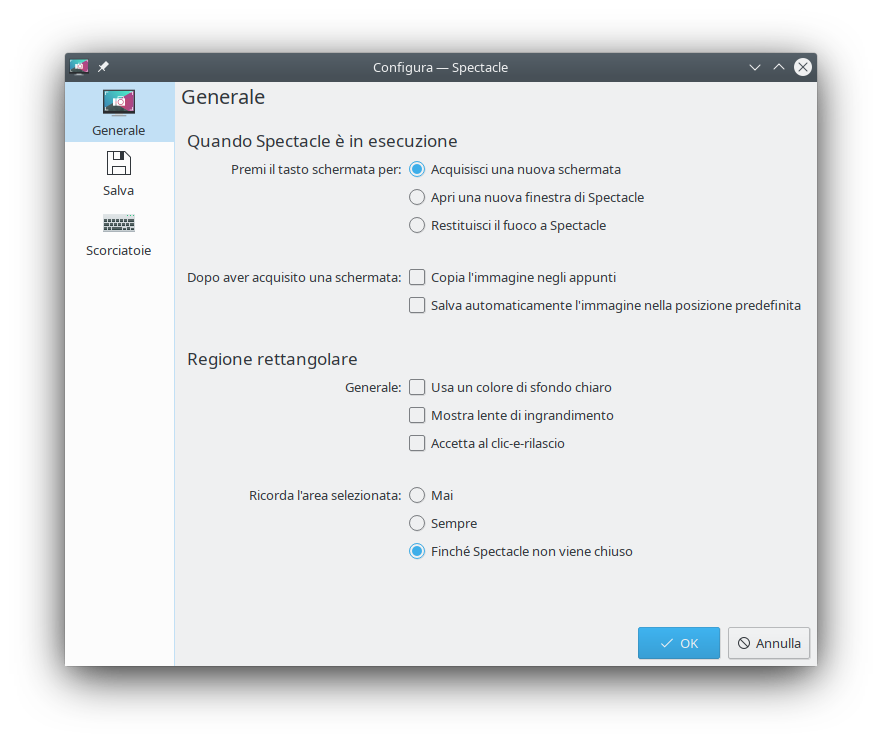 Configura — Spectacle
Generale
Salva
Scorciatoie
Generale
Quando Spectacle è in esecuzione
Premi il tasto schermata per: Acquisisci una nuova schermata
Apri una nuova finestra di Spectacle
Restituisci il fuoco a Spectacle
Dopo aver acquisito una schermata: Copia l'immagine negli appunti
Salva automaticamente l'immagine nella posizione predefinita
Regione rettangolare
Generale: Usa un colore di sfondo chiaro
Mostra lente di ingrandimento
Accetta al clic-e-rilascio
Ricorda l'area selezionata: Mai
Sempre
Finché Spectacle non viene chiuso
OK Annulla